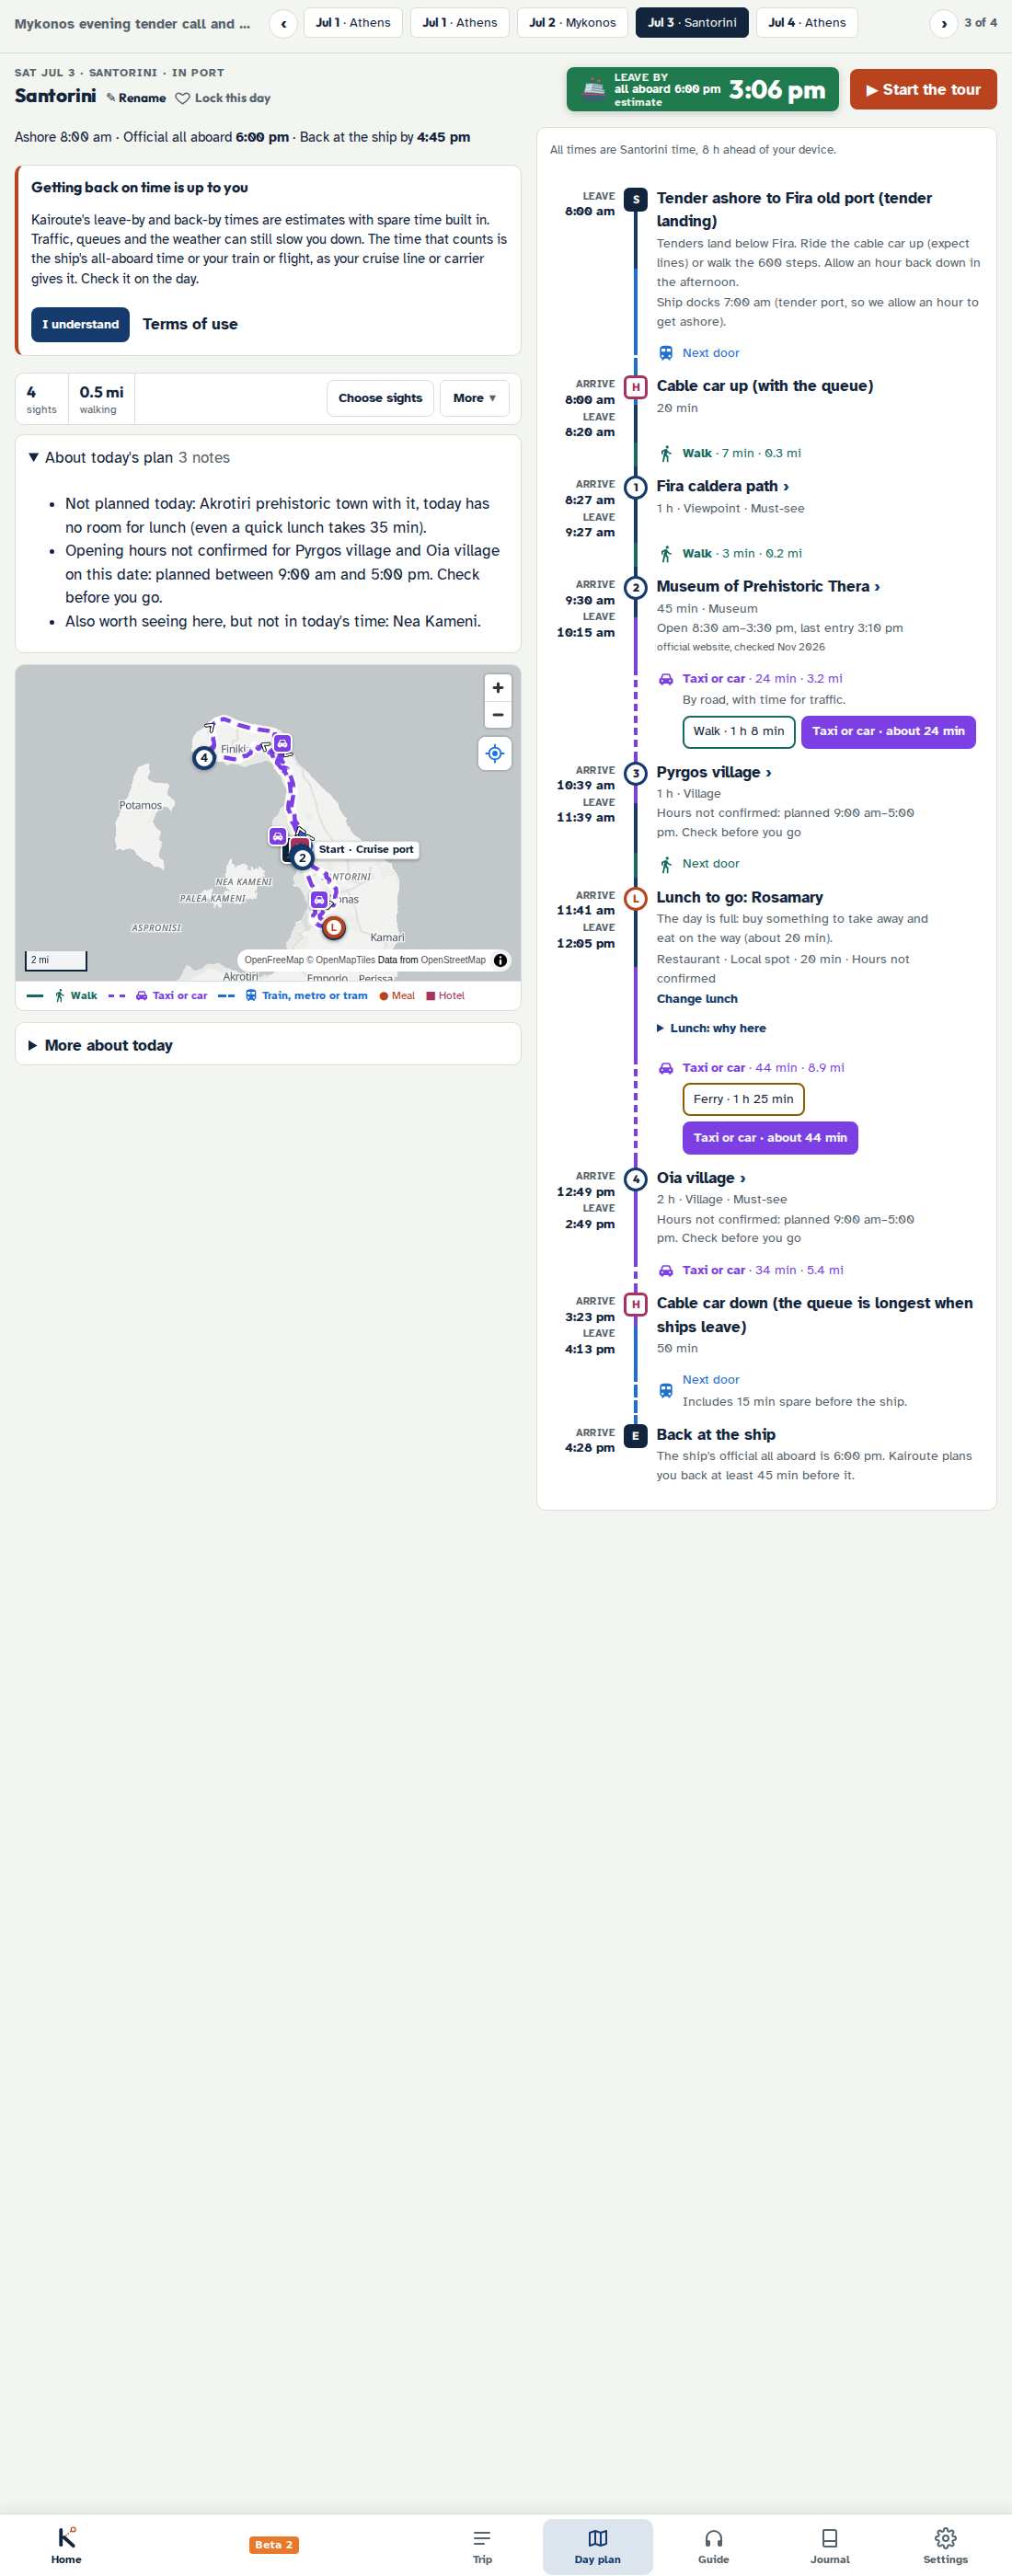 Mykonos evening tender call and ...
‹
Jul 1 · Athens
Jul 1 · Athens
Jul 2 · Mykonos
Jul 3 · Santorini
Jul 4 · Athens
›
3 of 4
SAT JUL 3 · SANTORINI · IN PORT
Santorini
✎ Rename
Lock this day
LEAVE BY
all aboard 6:00 pm
estimate
3:06 pm
▶ Start the tour
Ashore 8:00 am · Official all aboard 6:00 pm · Back at the ship by 4:45 pm
Getting back on time is up to you
Kairoute's leave-by and back-by times are estimates with spare time built in.
Traffic, queues and the weather can still slow you down. The time that counts is
the ship's all-aboard time or your train or flight, as your cruise line or carrier
gives it. Check it on the day.
I understand
Terms of use
4
sights
0.5 mi
walking
Choose sights
More ▼
▼ About today's plan 3 notes
• Not planned today: Akrotiri prehistoric town with it, today has
no room for lunch (even a quick lunch takes 35 min).
• Opening hours not confirmed for Pyrgos village and Oia village
on this date: planned between 9:00 am and 5:00 pm. Check
before you go.
• Also worth seeing here, but not in today's time: Nea Kameni.
+
−
Finiki
4
Potamos
2
Start · Cruise port
NEA KAMENI
PALEA KAMENI
NTORINI
onas
ASPRONISI
L
Kamari
2 mi
OpenFreeMap © OpenMapTiles Data from OpenStreetMap
Akrotiri
Emporio
Perissa
Walk
Taxi or car
Train, metro or tram
Meal
Hotel
▶ More about today
All times are Santorini time, 8 h ahead of your device.
LEAVE
8:00 am
S
Tender ashore to Fira old port (tender
landing)
Tenders land below Fira. Ride the cable car up (expect
lines) or walk the 600 steps. Allow an hour back down in
the afternoon.
Ship docks 7:00 am (tender port, so we allow an hour to
get ashore).
Next door
ARRIVE
8:00 am
LEAVE
8:20 am
H
Cable car up (with the queue)
20 min
Walk · 7 min · 0.3 mi
ARRIVE
8:27 am
LEAVE
9:27 am
1
Fira caldera path ›
1 h · Viewpoint · Must-see
Walk · 3 min · 0.2 mi
ARRIVE
9:30 am
LEAVE
10:15 am
2
Museum of Prehistoric Thera ›
45 min · Museum
Open 8:30 am–3:30 pm, last entry 3:10 pm
official website, checked Nov 2026
Taxi or car · 24 min · 3.2 mi
By road, with time for traffic.
Walk · 1 h 8 min
Taxi or car · about 24 min
ARRIVE
10:39 am
LEAVE
11:39 am
3
Pyrgos village ›
1 h · Village
Hours not confirmed: planned 9:00 am–5:00
pm. Check before you go
Next door
ARRIVE
11:41 am
LEAVE
12:05 pm
L
Lunch to go: Rosamary
The day is full: buy something to take away and
eat on the way (about 20 min).
Restaurant · Local spot · 20 min · Hours not
confirmed
Change lunch
▶ Lunch: why here
Taxi or car · 44 min · 8.9 mi
Ferry · 1 h 25 min
Taxi or car · about 44 min
ARRIVE
12:49 pm
LEAVE
2:49 pm
4
Oia village ›
2 h · Village · Must-see
Hours not confirmed: planned 9:00 am–5:00
pm. Check before you go
Taxi or car · 34 min · 5.4 mi
ARRIVE
3:23 pm
LEAVE
4:13 pm
H
Cable car down (the queue is longest when
ships leave)
50 min
Next door
Includes 15 min spare before the ship.
ARRIVE
4:28 pm
E
Back at the ship
The ship's official all aboard is 6:00 pm. Kairoute plans
you back at least 45 min before it.
Home
Beta 2
Trip
Day plan
Guide
Journal
Settings